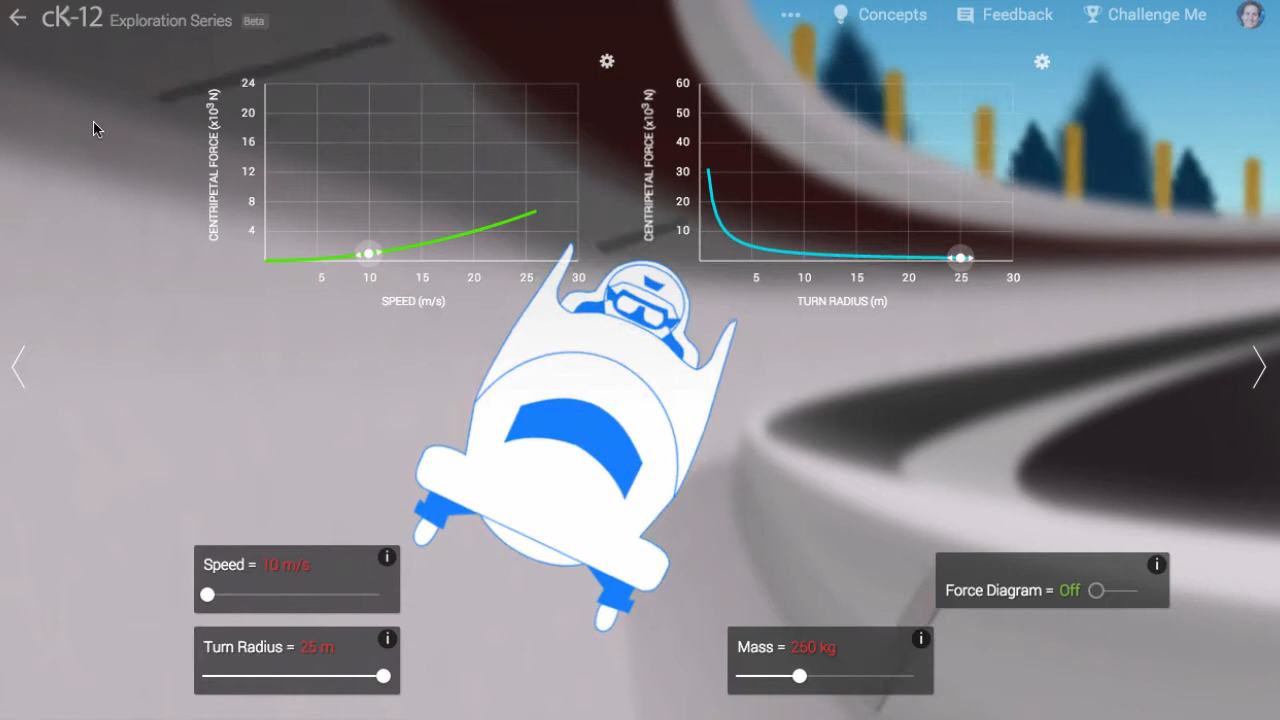 cK-12 Exploration Series Beta
... Concepts Feedback Challenge Me
CENTRIPETAL FORCE (x10³ N)
24
20
16
12
8
4
5 10 15 20 25 30
SPEED (m/s)
CENTRIPETAL FORCE (x10³ N)
60
50
40
30
20
10
5 10 15 20 25 30
TURN RADIUS (m)
Speed = 10 m/s
i
Turn Radius = 25 m
i
Mass = 250 kg
i
Force Diagram = Off
i